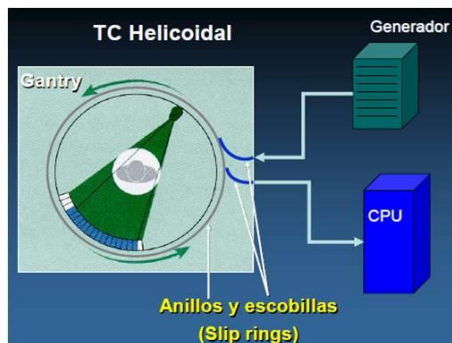 TC Helicoidal
Generador
Gantry
CPU
Anillos y escobillas
(Slip rings)